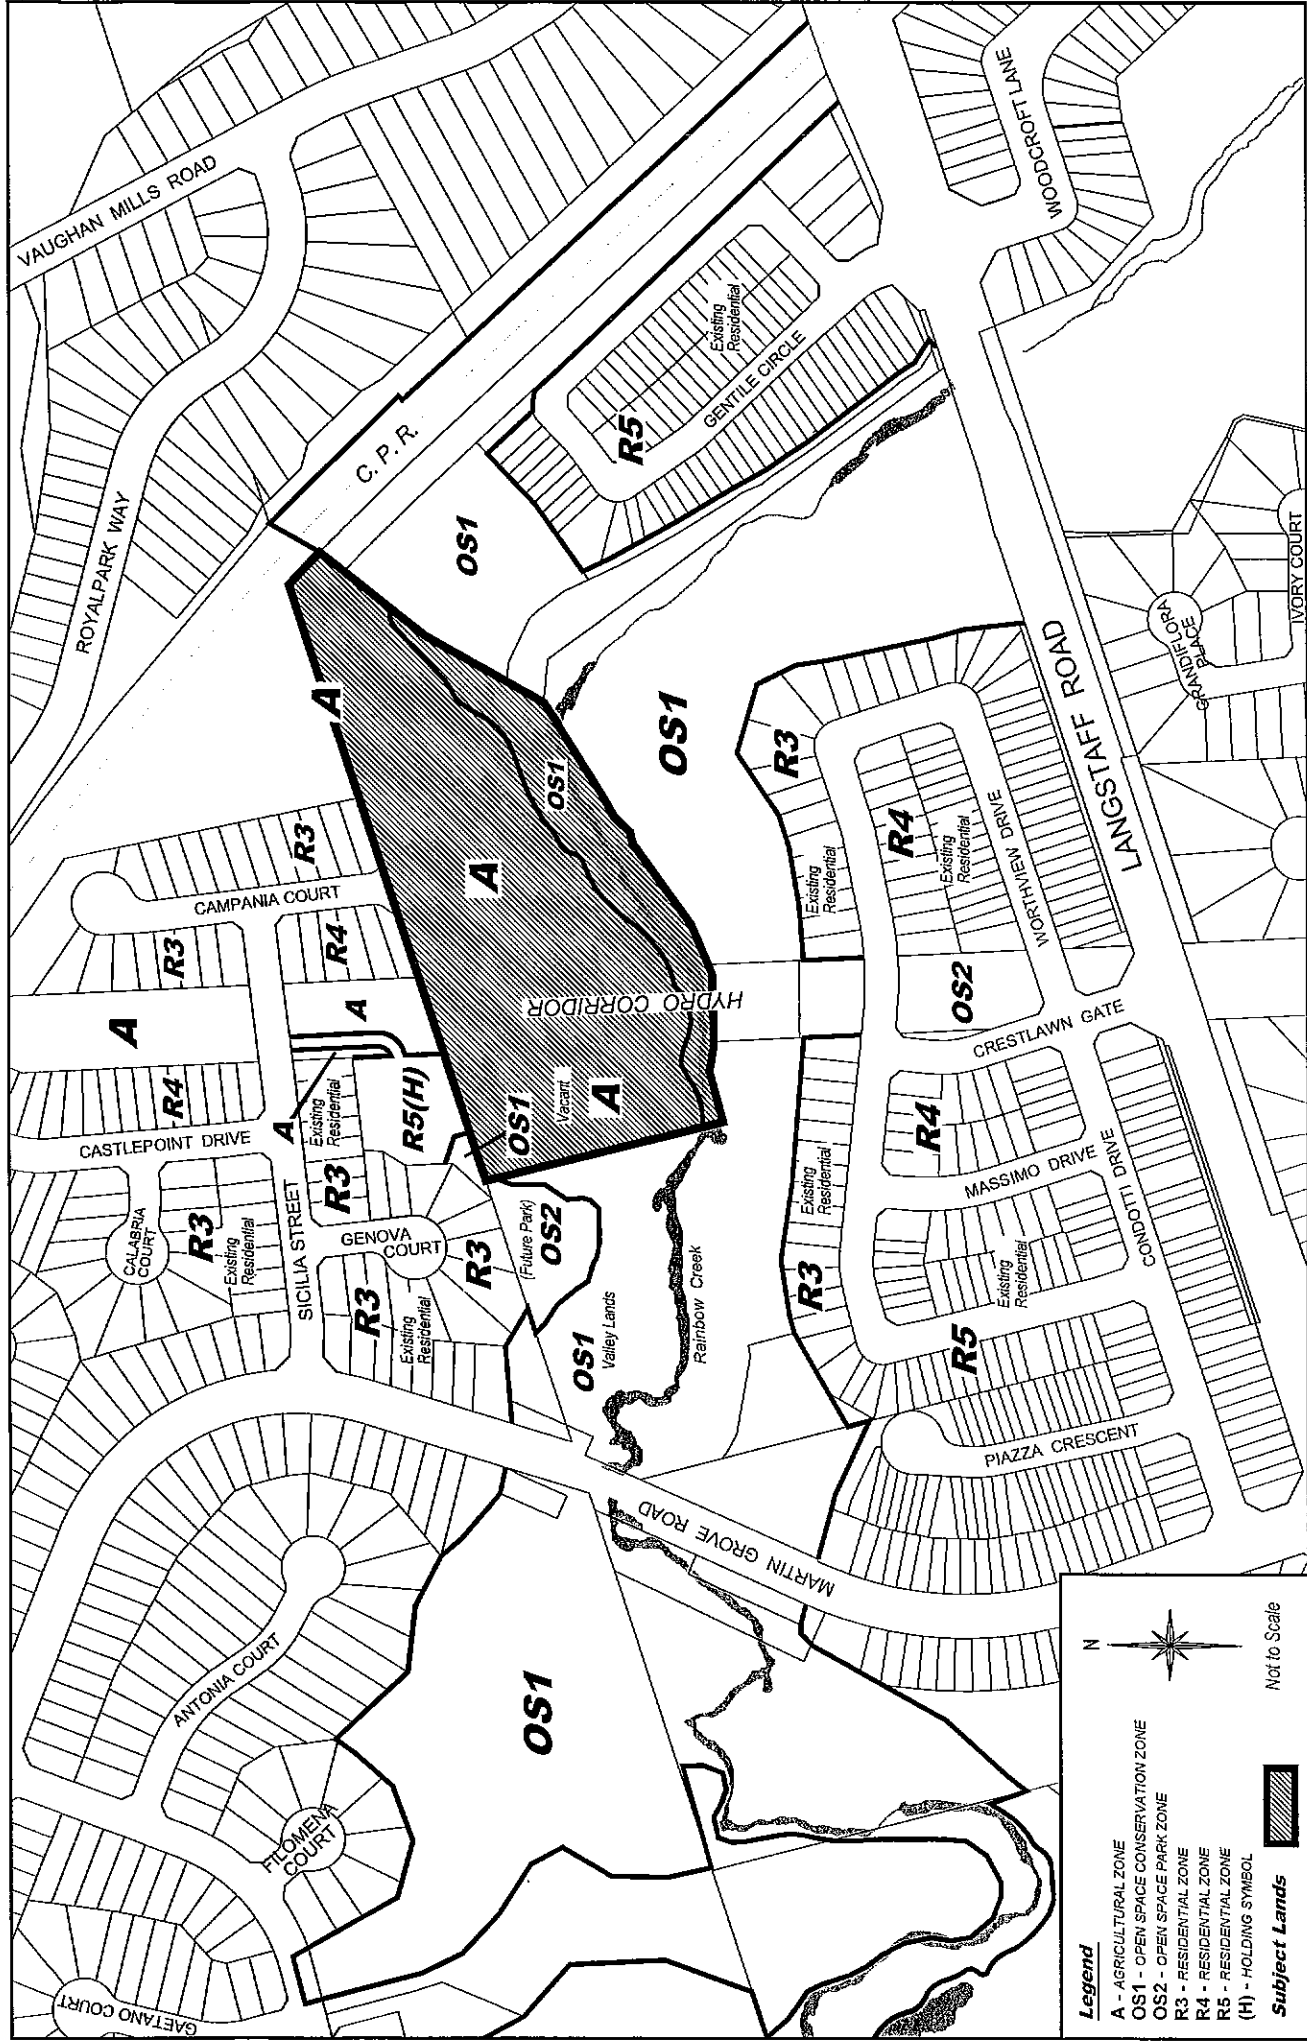 GAETANO COURT
FILOMENA
COURT
ANTONIA COURT
CALABRIA
COURT
CASTLEPOINT DRIVE
R3
Existing
Residential
R4
A
R3
CAMPANIA COURT
R3
R4
A
ROYALPARK WAY
VAUGHAN MILLS ROAD
SICILIA STREET
A
Existing
Residential
R3
GENOVA
COURT
R3
Existing
Residential
R3
R5(H)
OS1
(Future Park)
OS2
A
C. P. R.
OS1
OS1
Valley Lands
Vacant
A
HYDRO CORRIDOR
A
OS1
OS1
R5
GENTILE CIRCLE
Existing
Residential
WOODCROFT LANE
Rainbow Creek
MARTIN GROVE ROAD
OS1
R3
Existing
Residential
R4
OS2
Existing
Residential
R3
R4
Existing
Residential
WORTHVIEW DRIVE
CRESTLAWN GATE
MASSIMO DRIVE
CONDOTTI DRIVE
Existing
Residential
R5
PIAZZA CRESCENT
LANGSTAFF ROAD
GRANDIFLORA
PLACE
IVORY COURT
Legend
A - AGRICULTURAL ZONE
OS1 - OPEN SPACE CONSERVATION ZONE
OS2 - OPEN SPACE PARK ZONE
R3 - RESIDENTIAL ZONE
R4 - RESIDENTIAL ZONE
R5 - RESIDENTIAL ZONE
(H) - HOLDING SYMBOL
Subject Lands
N
Not to Scale